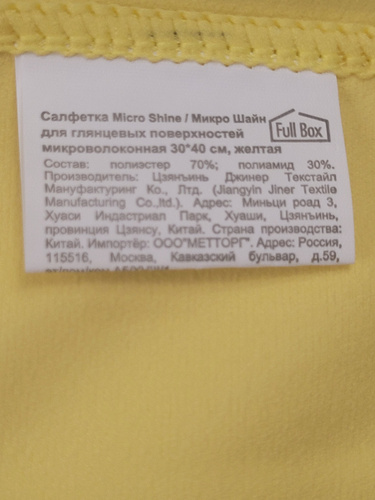 Салфетка Micro Shine / Микро Шайн
Full Box
для глянцевых поверхностей
микроволоконная 30*40 см, желтая
Состав: полиэстер 70%; полиамид 30%.
Производитель: Цзянъинь Джинер Текстайл
Мануфактуринг Ко., Лтд. (Jiangyin Jiner Textile
Manufacturing Co.,ltd.). Адрес: Миньци роад 3,
Хуаси Индастриал Парк, Хуаши, Цзянъинь,
провинция Цзянсу, Китай. Страна производства:
Китай. Импортёр: ООО"МЕТТОРГ". Адрес: Россия,
115516, Москва, Кавказский бульвар, д.59,